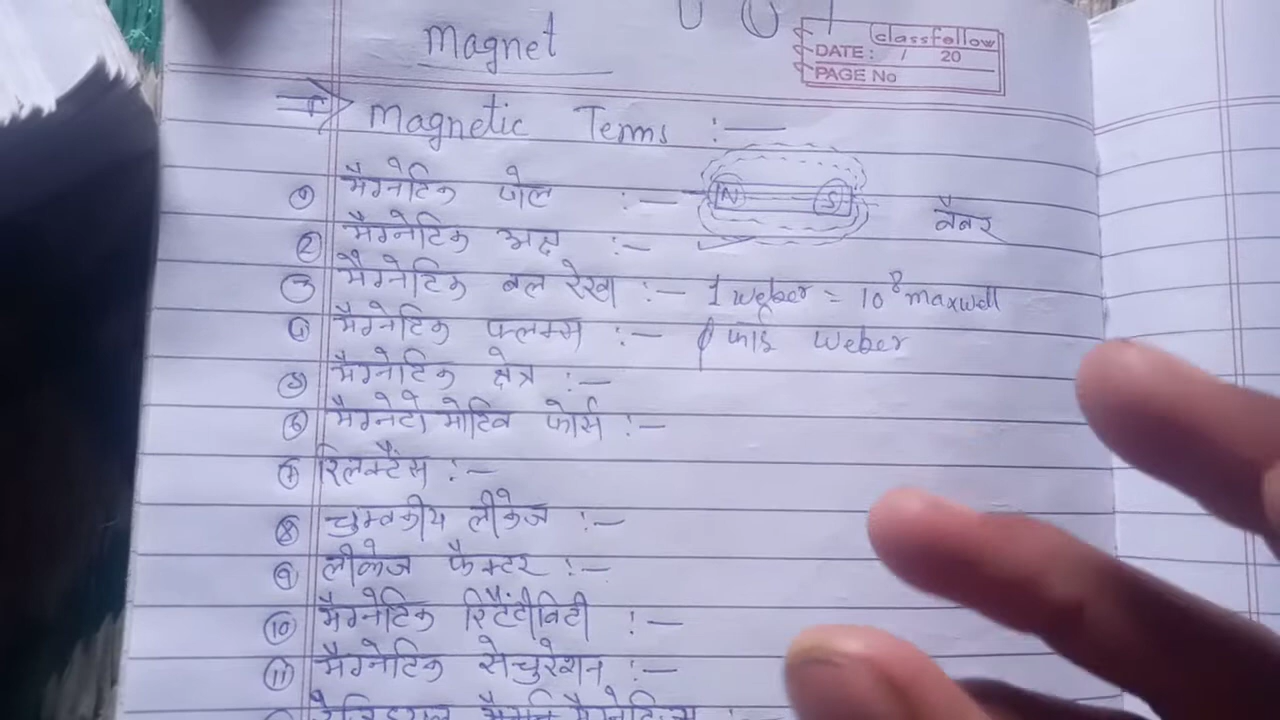 Magnet
classfellow
DATE: / 20
PAGE No
⇒ Magnetic Terms :—
① मैग्नेटिक पोल :— N S
② मैग्नेटिक अक्ष :— वैबर
③ मैग्नेटिक बल रेखा :— 1 weber = 10⁸ maxwell
④ मैग्नेटिक फ्लक्स :— ϕ फाई weber
⑤ मैग्नेटिक क्षेत्र :—
⑥ मैग्नेटो मोटिव फोर्स :—
⑦ रिलक्टैंस :—
⑧ चुम्बकीय लीकेज :—
⑨ लीकेज फैक्टर :—
⑩ मैग्नेटिक रिटैंटीविटी :—
⑪ मैग्नेटिक सेचुरेशन :—